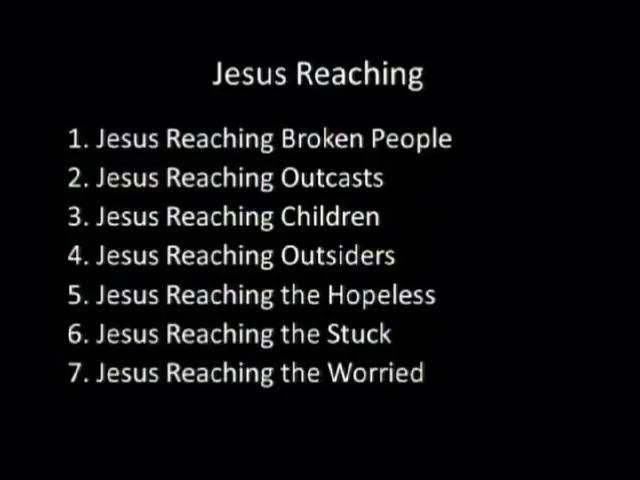 Jesus Reaching
1. Jesus Reaching Broken People
2. Jesus Reaching Outcasts
3. Jesus Reaching Children
4. Jesus Reaching Outsiders
5. Jesus Reaching the Hopeless
6. Jesus Reaching the Stuck
7. Jesus Reaching the Worried